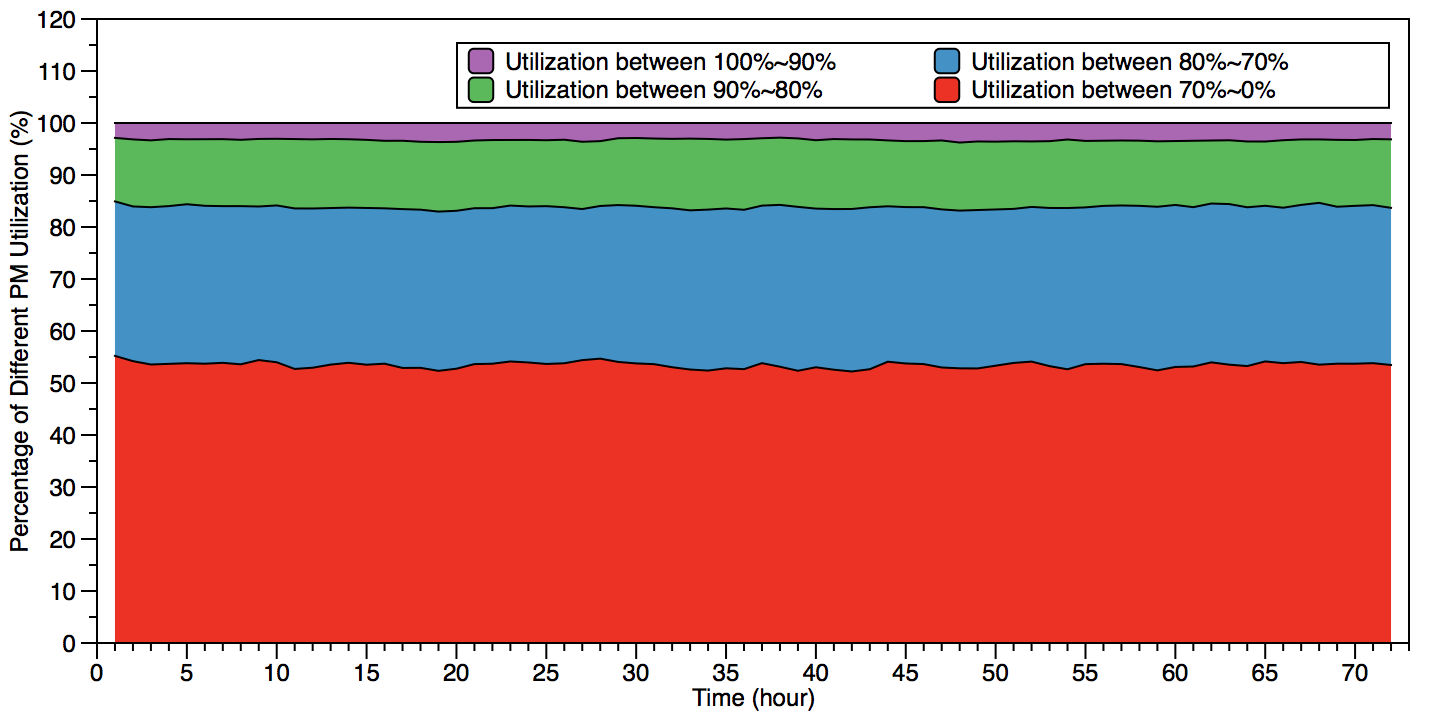 120
110
100
90
80
70
60
50
40
30
20
10
0
Percentage of Different PM Utilization (%)
Utilization between 100%~90%
Utilization between 80%~70%
Utilization between 90%~80%
Utilization between 70%~0%
0 5 10 15 20 25 30 35 40 45 50 55 60 65 70
Time (hour)